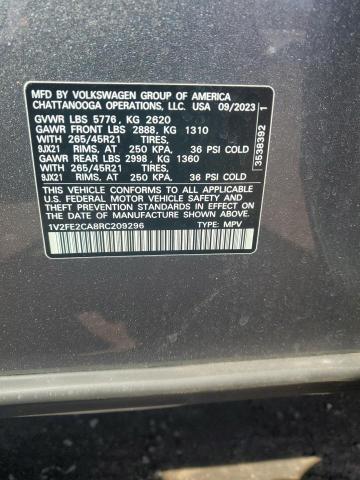 MFD BY VOLKSWAGEN GROUP OF AMERICA
CHATTANOOGA OPERATIONS, LLC. USA 09/2023
GVWR LBS 5776, KG 2620
GAWR FRONT LBS 2888, KG 1310
WITH 265/45R21 TIRES,
9JX21 RIMS, AT 250 KPA, 36 PSI COLD
GAWR REAR LBS 2998, KG 1360
WITH 265/45R21 TIRES,
9JX21 RIMS, AT 250 KPA, 36 PSI COLD
THIS VEHICLE CONFORMS TO ALL APPLICABLE
U.S. FEDERAL MOTOR VEHICLE SAFETY AND
THEFT PREVENTION STANDARDS IN EFFECT ON
THE DATE OF MANUFACTURE SHOWN ABOVE.
1V2FE2CA8RC209296 TYPE: MPV
3538392 1